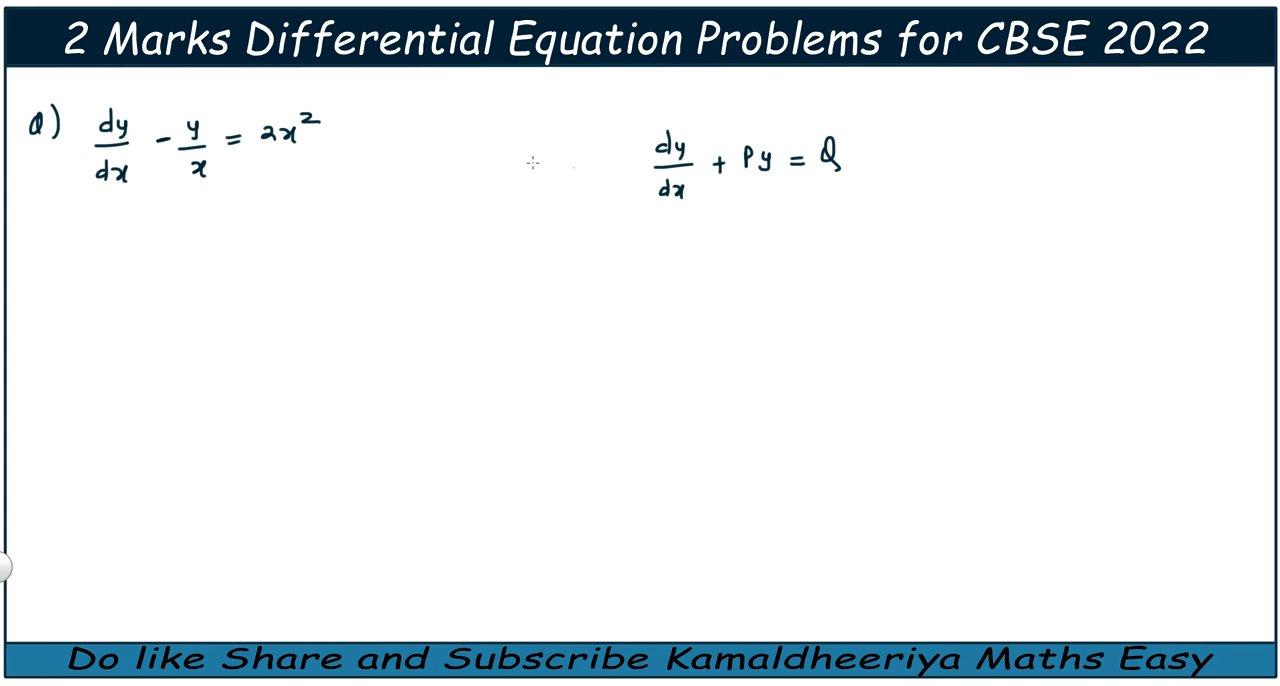 2 Marks Differential Equation Problems for CBSE 2022
Q) dy/dx - y/x = 2x²
dy/dx + Py = Q
Do like Share and Subscribe Kamaldheeriya Maths Easy